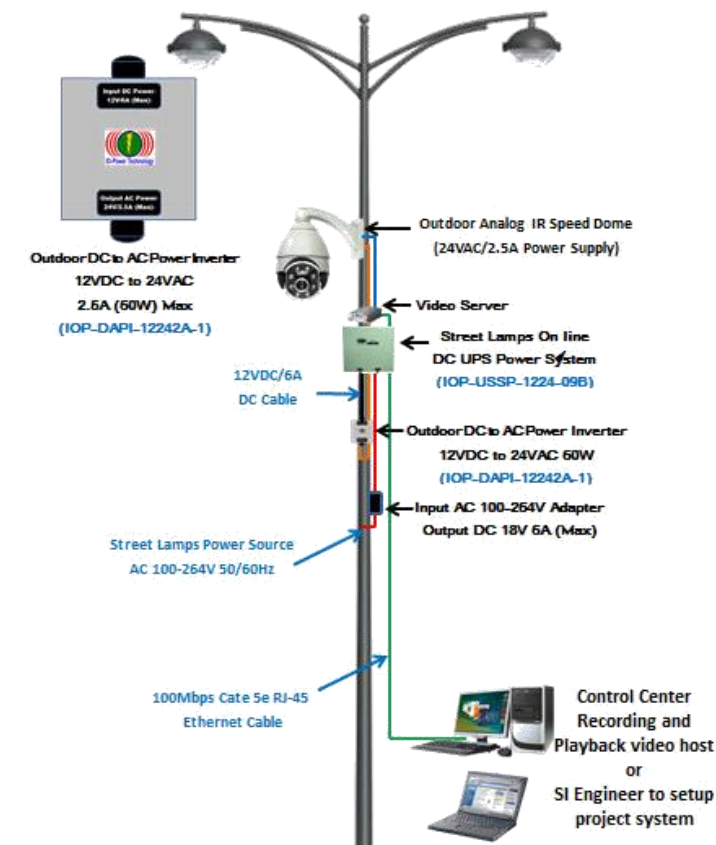 Input DC Power
12V/6A (Max)
IO-Power Technology
Output AC Power
24V/2.5A (Max)
Outdoor DC to AC Power Inverter
12VDC to 24VAC
2.5A (60W) Max
(IOP-DAPI-12242A-1)
Outdoor Analog IR Speed Dome
(24VAC/2.5A Power Supply)
Video Server
Street Lamps On line
DC UPS Power System
(IOP-USSP-1224-09B)
12VDC/6A
DC Cable
Outdoor DC to AC Power Inverter
12VDC to 24VAC 60W
(IOP-DAPI-12242A-1)
Input AC 100-264V Adapter
Output DC 18V 6A (Max)
Street Lamps Power Source
AC 100-264V 50/60Hz
100Mbps Cate 5e RJ-45
Ethernet Cable
Control Center
Recording and
Playback video host
or
SI Engineer to setup
project system